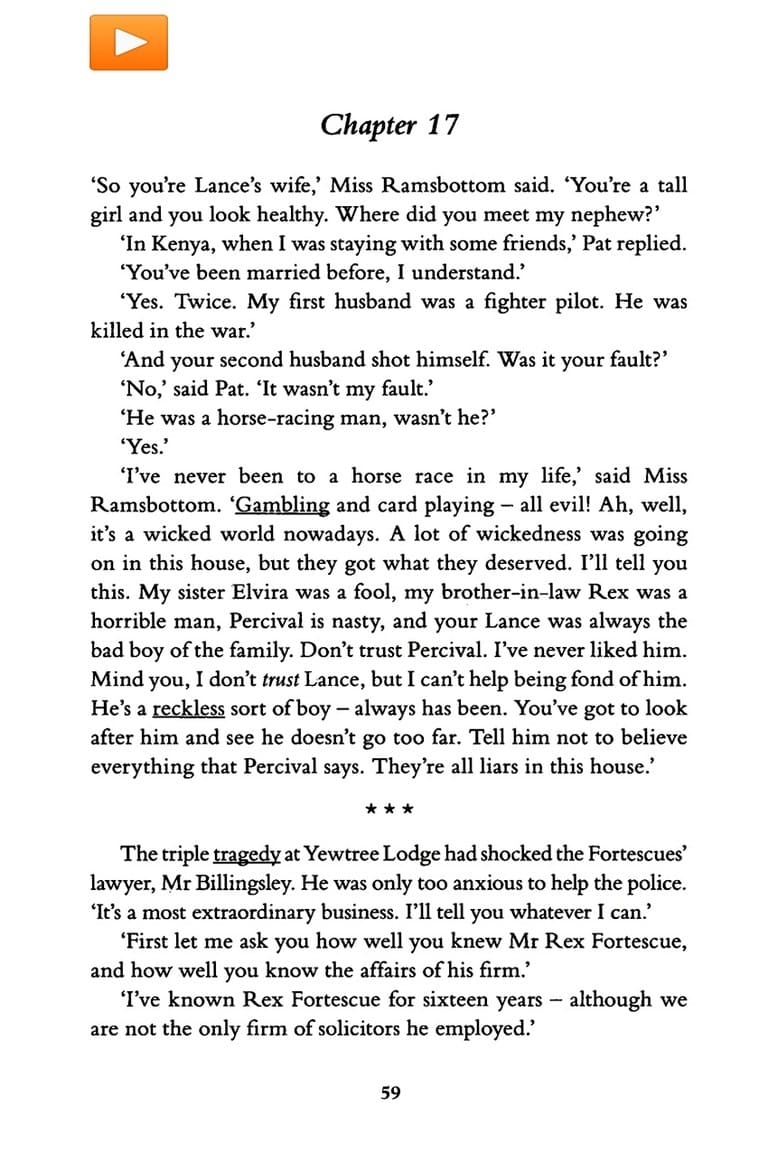 Chapter 17
‘So you’re Lance’s wife,’ Miss Ramsbottom said. ‘You’re a tall
girl and you look healthy. Where did you meet my nephew?’
‘In Kenya, when I was staying with some friends,’ Pat replied.
‘You’ve been married before, I understand.’
‘Yes. Twice. My first husband was a fighter pilot. He was
killed in the war.’
‘And your second husband shot himself. Was it your fault?’
‘No,’ said Pat. ‘It wasn’t my fault.’
‘He was a horse-racing man, wasn’t he?’
‘Yes.’
‘I’ve never been to a horse race in my life,’ said Miss
Ramsbottom. ‘Gambling and card playing – all evil! Ah, well,
it’s a wicked world nowadays. A lot of wickedness was going
on in this house, but they got what they deserved. I’ll tell you
this. My sister Elvira was a fool, my brother-in-law Rex was a
horrible man, Percival is nasty, and your Lance was always the
bad boy of the family. Don’t trust Percival. I’ve never liked him.
Mind you, I don’t trust Lance, but I can’t help being fond of him.
He’s a reckless sort of boy – always has been. You’ve got to look
after him and see he doesn’t go too far. Tell him not to believe
everything that Percival says. They’re all liars in this house.’
★ ★ ★
The triple tragedy at Yewtree Lodge had shocked the Fortescues’
lawyer, Mr Billingsley. He was only too anxious to help the police.
‘It’s a most extraordinary business. I’ll tell you whatever I can.’
‘First let me ask you how well you knew Mr Rex Fortescue,
and how well you know the affairs of his firm.’
‘I’ve known Rex Fortescue for sixteen years – although we
are not the only firm of solicitors he employed.’
59